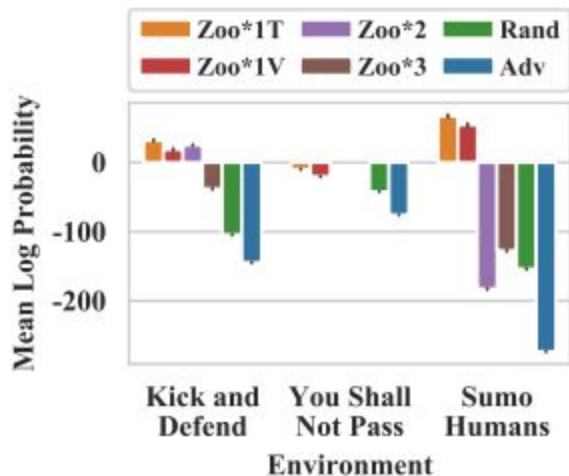 Zoo*1T Zoo*2 Rand
Zoo*1V Zoo*3 Adv
Mean Log Probability
0
-100
-200
Kick and Defend
You Shall Not Pass
Sumo Humans
Environment